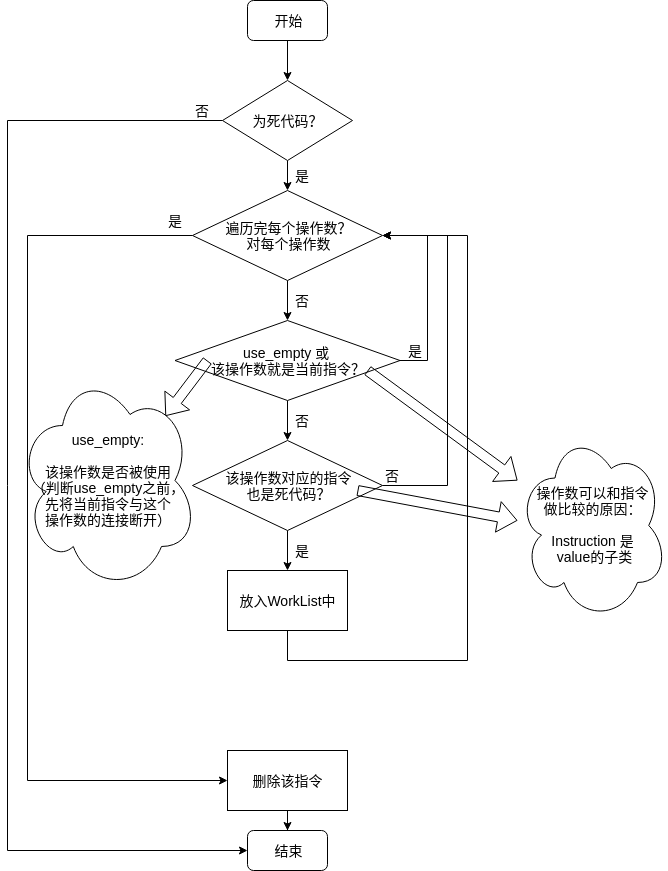 开始
否
为死代码？
是
是
遍历完每个操作数？
对每个操作数
否
use_empty 或
该操作数就是当前指令？
是
否
use_empty:
该操作数是否被使用
（判断use_empty之前，
先将当前指令与这个
操作数的连接断开）
该操作数对应的指令
也是死代码？
否
操作数可以和指令
做比较的原因：
Instruction 是
value的子类
是
放入WorkList中
删除该指令
结束